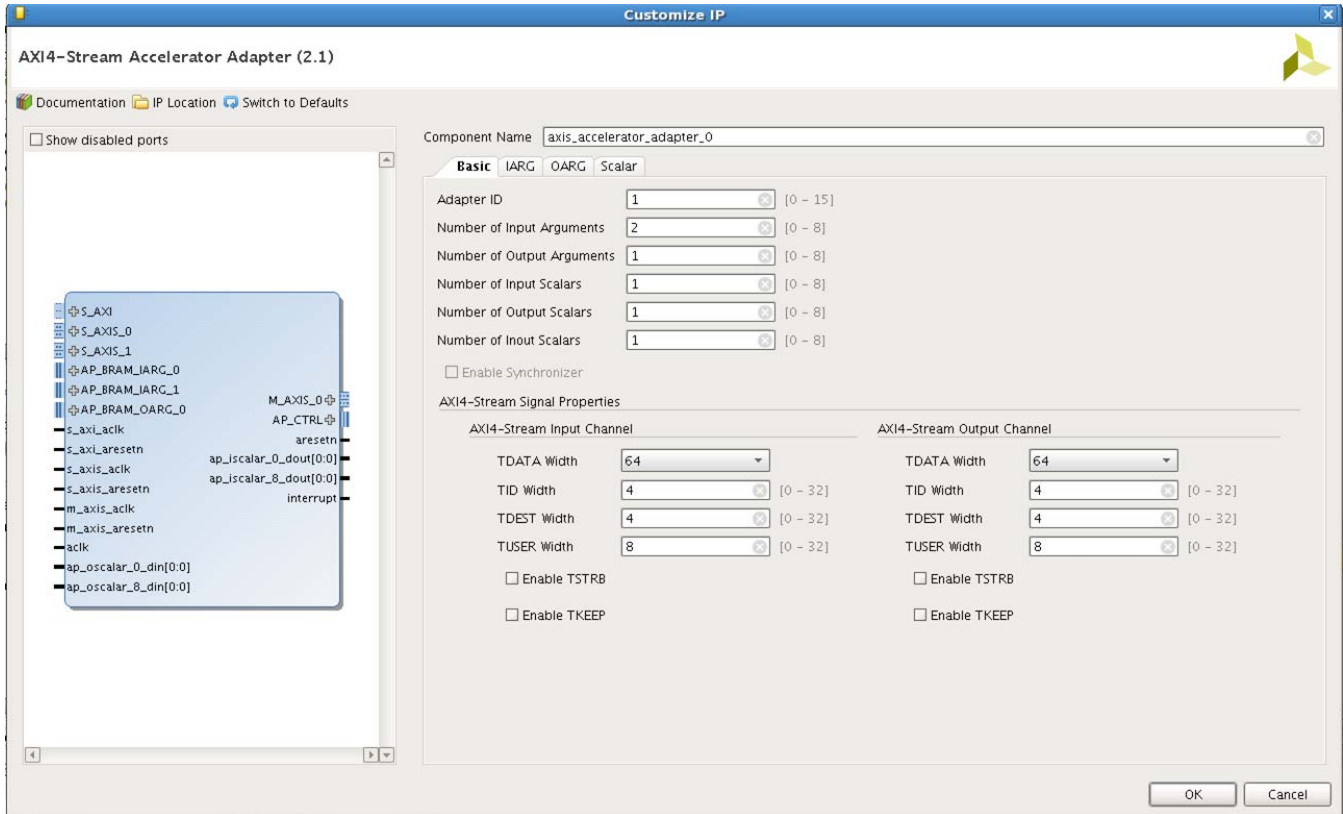 Customize IP
AXI4-Stream Accelerator Adapter (2.1)
Documentation IP Location Switch to Defaults
Show disabled ports
S_AXI
S_AXIS_0
S_AXIS_1
AP_BRAM_IARG_0
AP_BRAM_IARG_1
AP_BRAM_OARG_0
s_axi_aclk
s_axi_aresetn
s_axis_aclk
s_axis_aresetn
m_axis_aclk
m_axis_aresetn
aclk
ap_oscalar_0_din[0:0]
ap_oscalar_8_din[0:0]
M_AXIS_0
AP_CTRL
aresetn
ap_iscalar_0_dout[0:0]
ap_iscalar_8_dout[0:0]
interrupt
Component Name axis_accelerator_adapter_0
Basic IARG OARG Scalar
Adapter ID 1 [0 - 15]
Number of Input Arguments 2 [0 - 8]
Number of Output Arguments 1 [0 - 8]
Number of Input Scalars 1 [0 - 8]
Number of Output Scalars 1 [0 - 8]
Number of Inout Scalars 1 [0 - 8]
Enable Synchronizer
AXI4-Stream Signal Properties
AXI4-Stream Input Channel
TDATA Width 64
TID Width 4 [0 - 32]
TDEST Width 4 [0 - 32]
TUSER Width 8 [0 - 32]
Enable TSTRB
Enable TKEEP
AXI4-Stream Output Channel
TDATA Width 64
TID Width 4 [0 - 32]
TDEST Width 4 [0 - 32]
TUSER Width 8 [0 - 32]
Enable TSTRB
Enable TKEEP
OK Cancel